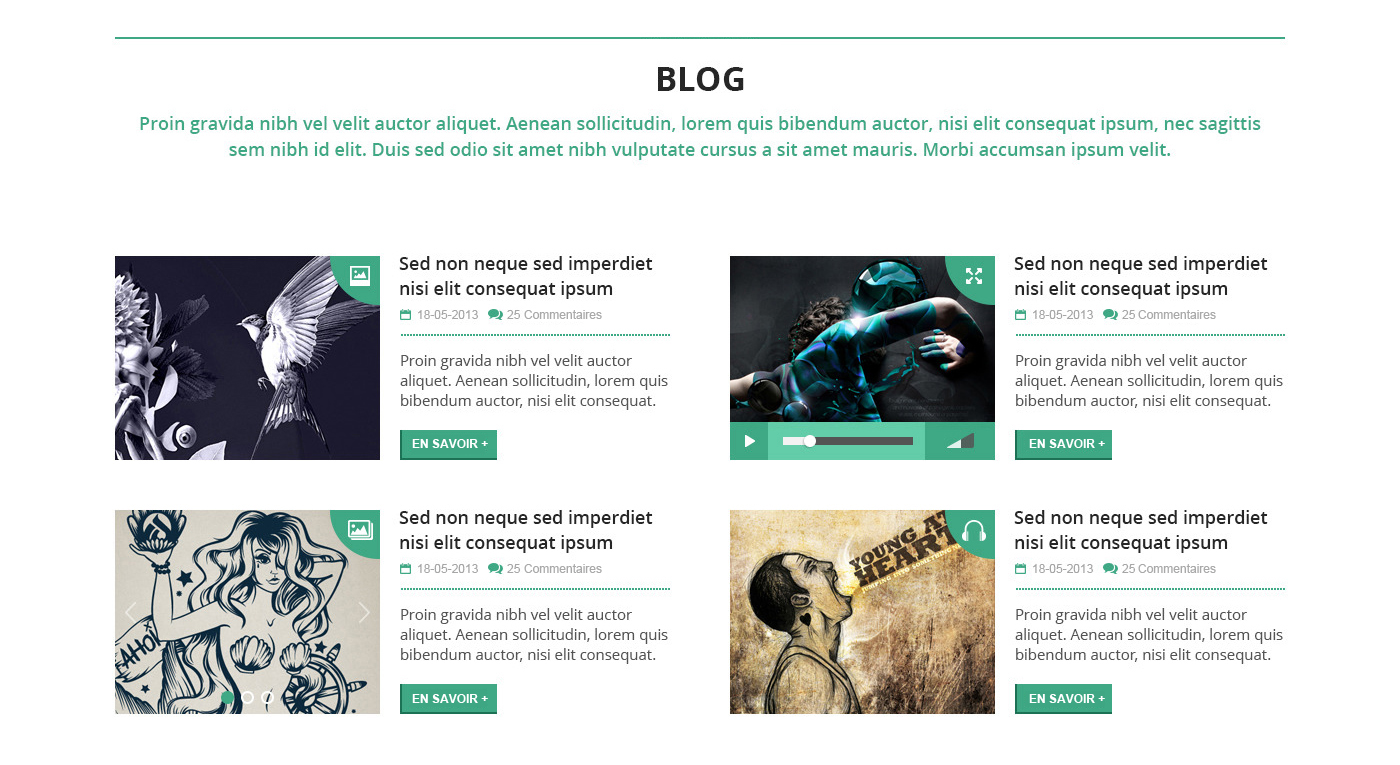 BLOG
Proin gravida nibh vel velit auctor aliquet. Aenean sollicitudin, lorem quis bibendum auctor, nisi elit consequat ipsum, nec sagittis
sem nibh id elit. Duis sed odio sit amet nibh vulputate cursus a sit amet mauris. Morbi accumsan ipsum velit.
Sed non neque sed imperdiet
nisi elit consequat ipsum
18-05-2013 25 Commentaires
Proin gravida nibh vel velit auctor
aliquet. Aenean sollicitudin, lorem quis
bibendum auctor, nisi elit consequat.
EN SAVOIR +
Sed non neque sed imperdiet
nisi elit consequat ipsum
18-05-2013 25 Commentaires
Proin gravida nibh vel velit auctor
aliquet. Aenean sollicitudin, lorem quis
bibendum auctor, nisi elit consequat.
EN SAVOIR +
AHOY
Sed non neque sed imperdiet
nisi elit consequat ipsum
18-05-2013 25 Commentaires
Proin gravida nibh vel velit auctor
aliquet. Aenean sollicitudin, lorem quis
bibendum auctor, nisi elit consequat.
EN SAVOIR +
YOUNG AT
HEART
Sed non neque sed imperdiet
nisi elit consequat ipsum
18-05-2013 25 Commentaires
Proin gravida nibh vel velit auctor
aliquet. Aenean sollicitudin, lorem quis
bibendum auctor, nisi elit consequat.
EN SAVOIR +